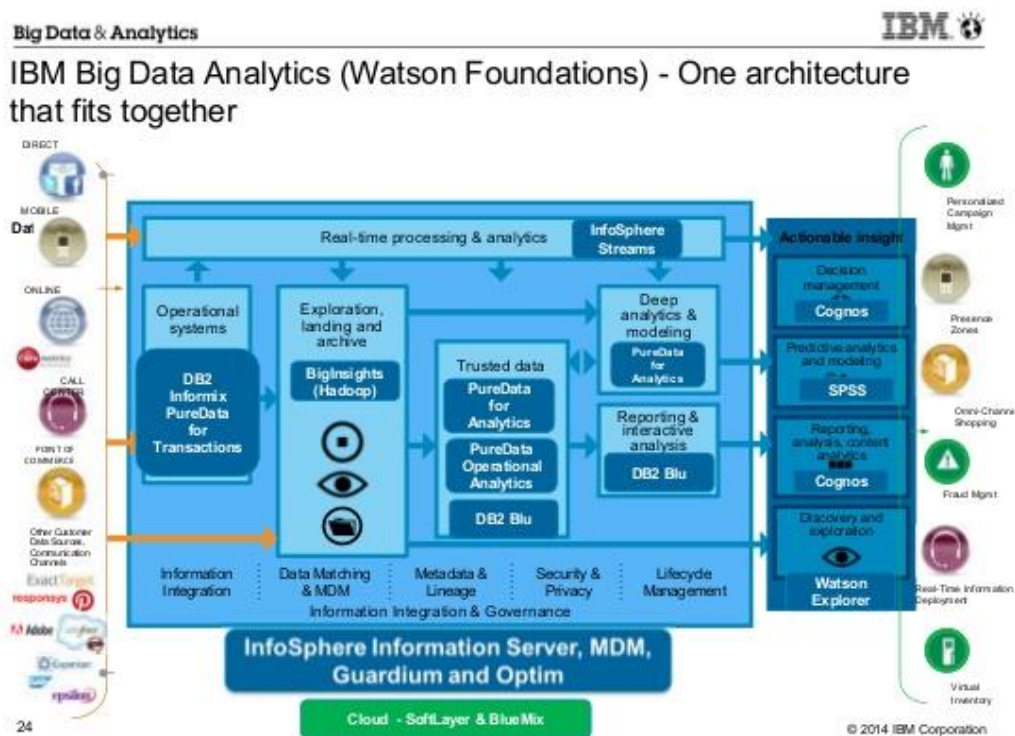 Big Data & Analytics
IBM
IBM Big Data Analytics (Watson Foundations) - One architecture
that fits together
DIRECT
MOBILE
Dat
ONLINE
CALL
CENTER
POINT OF
COMMERCE
Other Customer
Data Sources,
Communication
Channels
ExactTarget
responsys
Adobe
Experian
epsilon
Real-time processing & analytics
InfoSphere
Streams
Operational
systems
DB2
Informix
PureData
for
Transactions
Exploration,
landing and
archive
BigInsights
(Hadoop)
Trusted data
PureData
for
Analytics
PureData
Operational
Analytics
DB2 Blu
Deep
analytics &
modeling
PureData
for
Analytics
Reporting &
interactive
analysis
DB2 Blu
Information
Integration
Data Matching
& MDM
Metadata &
Lineage
Security &
Privacy
Lifecycle
Management
Information Integration & Governance
InfoSphere Information Server, MDM,
Guardium and Optim
Cloud - SoftLayer & BlueMix
Actionable insight
Decision
management
Cognos
Predictive analytics
and modeling
SPSS
Reporting,
analysis, content
analytics
Cognos
Discovery and
exploration
Watson
Explorer
Personalized
Campaign
Mgmt
Presence
Zones
Omni-Channe
Shopping
Fraud Mgmt
Real-Time Information
Deployment
Virtual
Inventory
24
© 2014 IBM Corporation